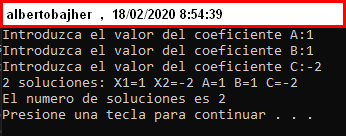 albertobajher , 18/02/2020 8:54:39
Introduzca el valor del coeficiente A:1
Introduzca el valor del coeficiente B:1
Introduzca el valor del coeficiente C:-2
2 soluciones: X1=1 X2=-2 A=1 B=1 C=-2
El numero de soluciones es 2
Presione una tecla para continuar . . .